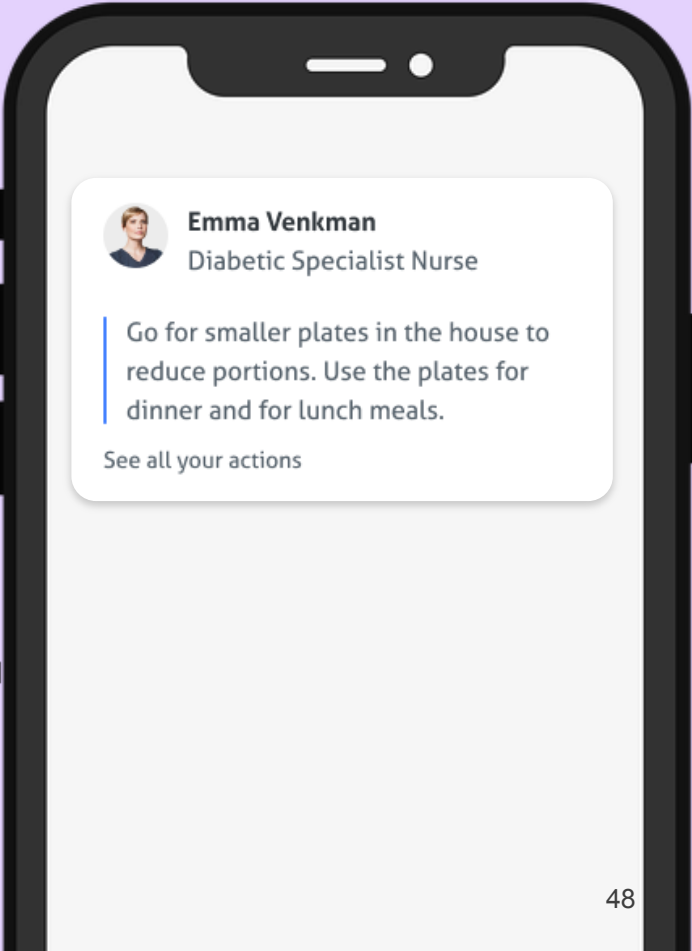 Emma Venkman
Diabetic Specialist Nurse
Go for smaller plates in the house to
reduce portions. Use the plates for
dinner and for lunch meals.
See all your actions
48